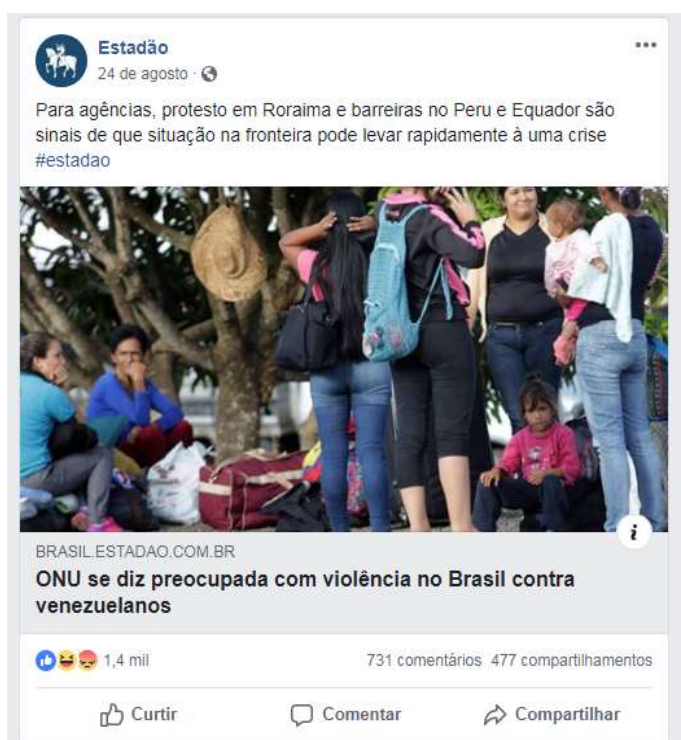 Estadão
24 de agosto ·
Para agências, protesto em Roraima e barreiras no Peru e Equador são
sinais de que situação na fronteira pode levar rapidamente à uma crise
#estadao
BRASIL.ESTADAO.COM.BR
ONU se diz preocupada com violência no Brasil contra
venezuelanos
1,4 mil 731 comentários 477 compartilhamentos
Curtir Comentar Compartilhar